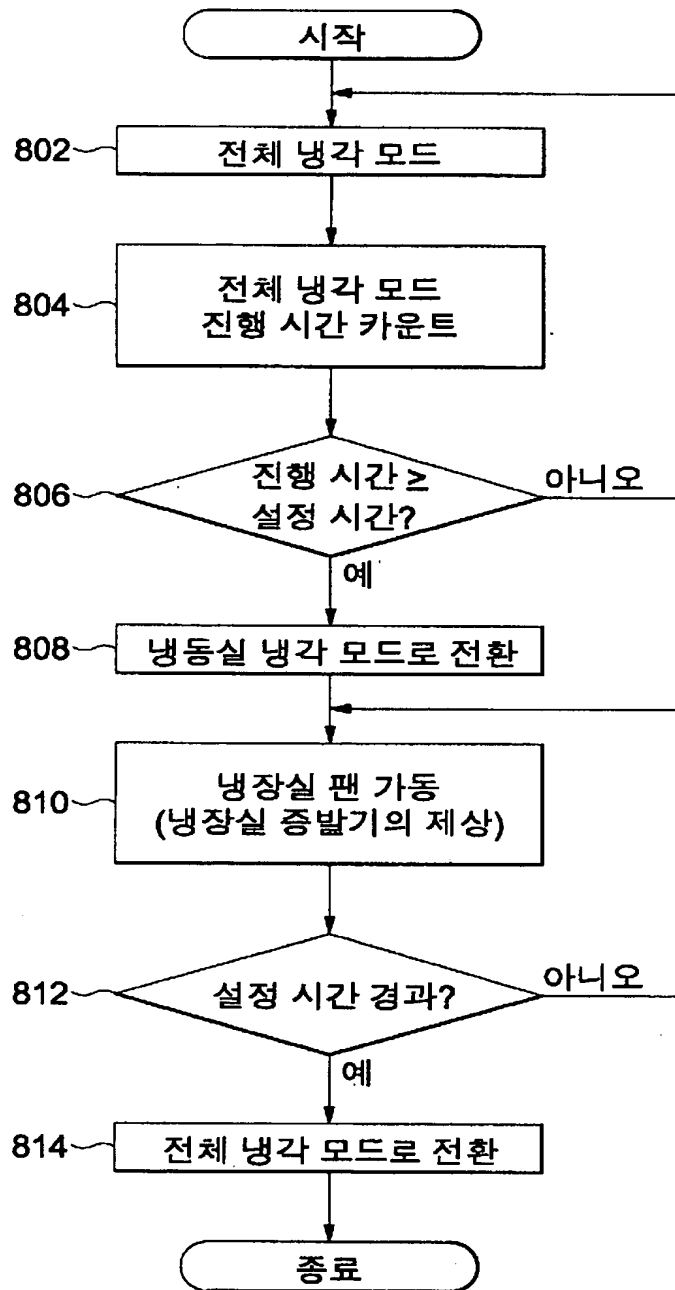 시작
802
전체 냉각 모드
804
전체 냉각 모드
진행 시간 카운트
806
진행 시간 ≥
설정 시간?
아니오
예
808
냉동실 냉각 모드로 전환
810
냉장실 팬 가동
(냉장실 증발기의 제상)
812
설정 시간 경과?
아니오
예
814
전체 냉각 모드로 전환
종료